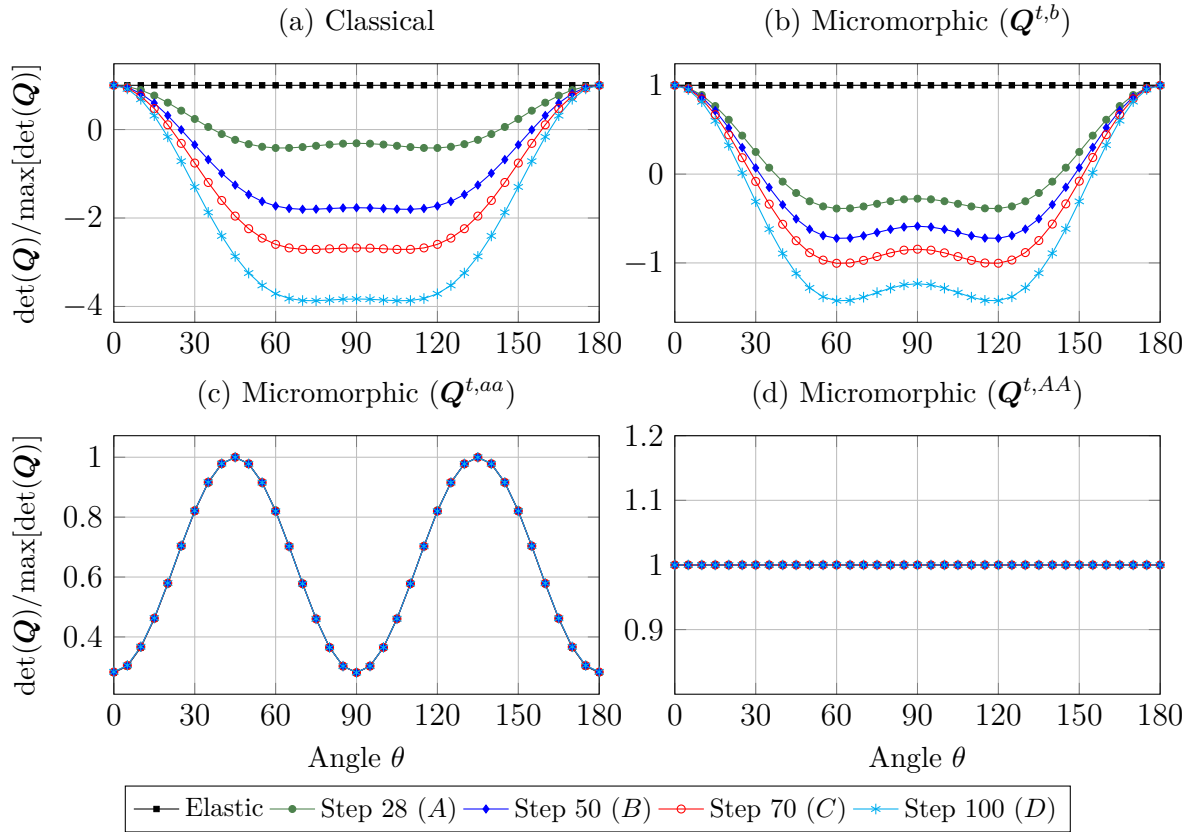 (a) Classical
(b) Micromorphic (Q^{t,b})
det(Q)/max[det(Q)]
0
−2
−4
0 30 60 90 120 150 180
1
0
−1
0 30 60 90 120 150 180
(c) Micromorphic (Q^{t,aa})
(d) Micromorphic (Q^{t,AA})
det(Q)/max[det(Q)]
1
0.8
0.6
0.4
0 30 60 90 120 150 180
Angle θ
1.2
1.1
1
0.9
0 30 60 90 120 150 180
Angle θ
Elastic Step 28 (A) Step 50 (B) Step 70 (C) Step 100 (D)